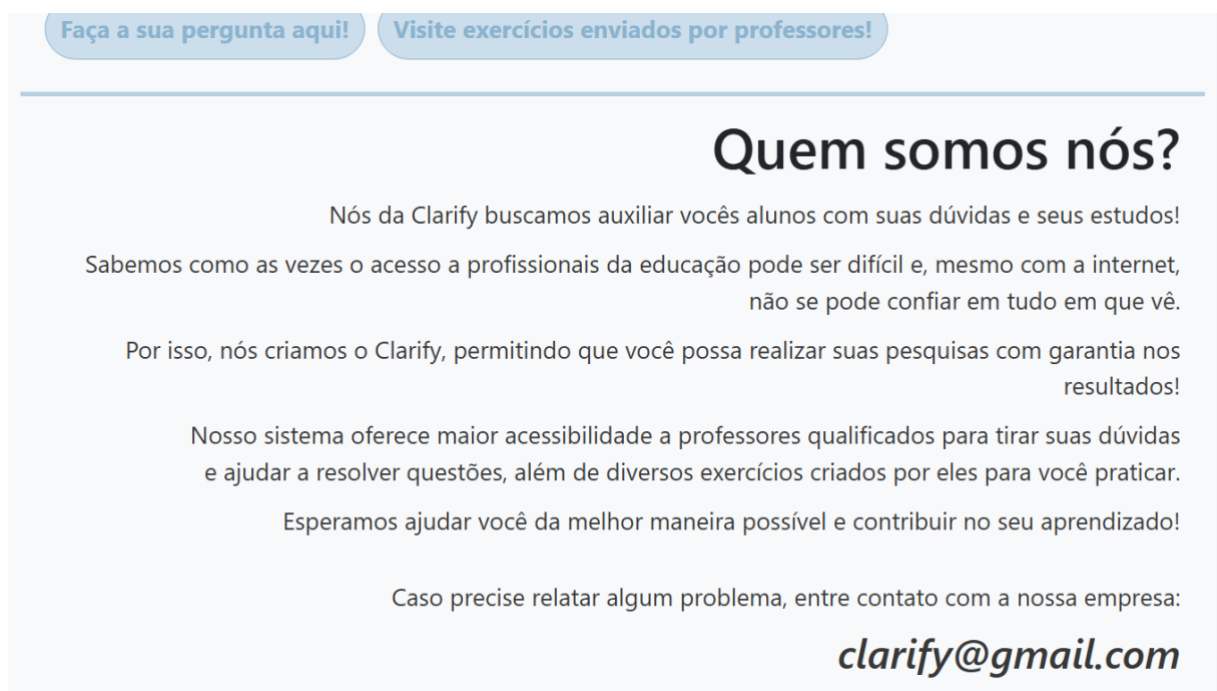 Faça a sua pergunta aqui! Visite exercícios enviados por professores!
Quem somos nós?
Nós da Clarify buscamos auxiliar vocês alunos com suas dúvidas e seus estudos!
Sabemos como as vezes o acesso a profissionais da educação pode ser difícil e, mesmo com a internet,
não se pode confiar em tudo em que vê.
Por isso, nós criamos o Clarify, permitindo que você possa realizar suas pesquisas com garantia nos
resultados!
Nosso sistema oferece maior acessibilidade a professores qualificados para tirar suas dúvidas
e ajudar a resolver questões, além de diversos exercícios criados por eles para você praticar.
Esperamos ajudar você da melhor maneira possível e contribuir no seu aprendizado!
Caso precise relatar algum problema, entre contato com a nossa empresa:
clarify@gmail.com